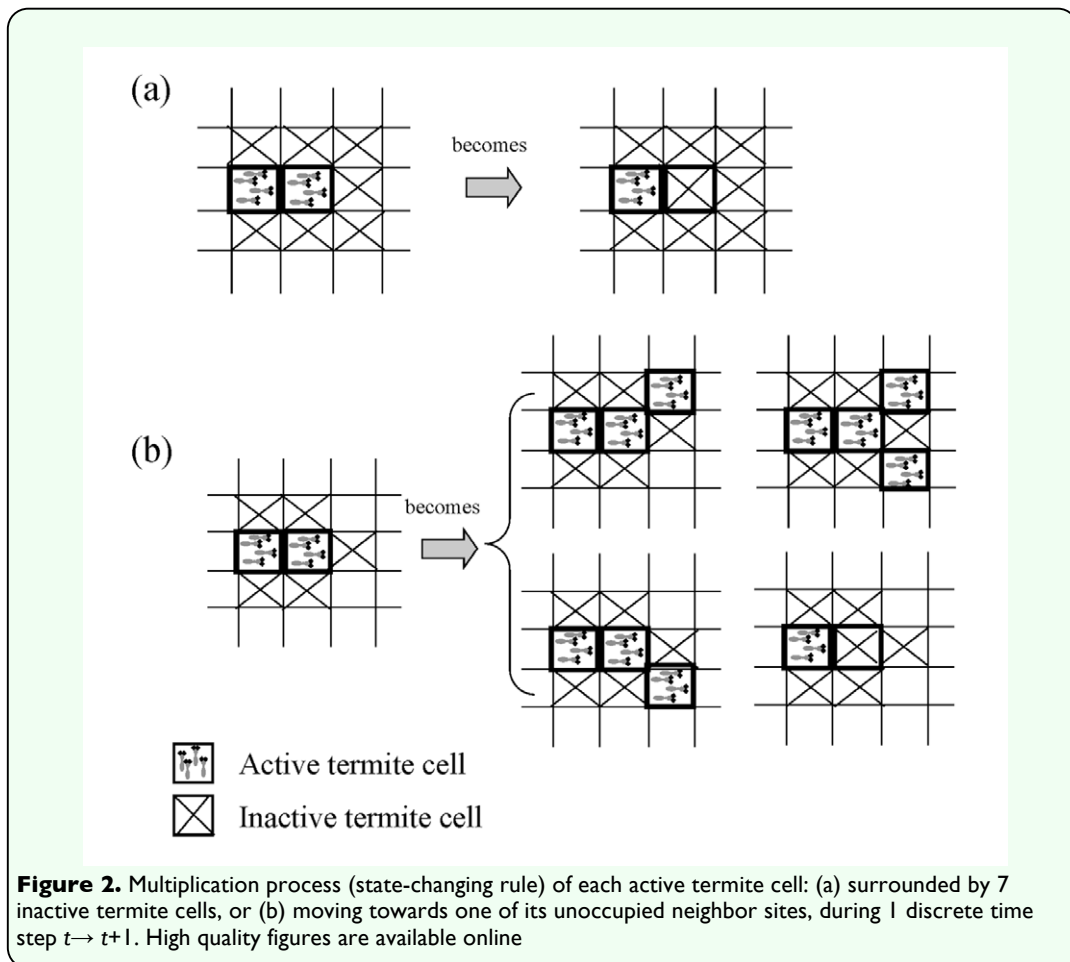 (a)
becomes
(b)
becomes
Active termite cell
Inactive termite cell
Figure 2. Multiplication process (state-changing rule) of each active termite cell: (a) surrounded by 7
inactive termite cells, or (b) moving towards one of its unoccupied neighbor sites, during 1 discrete time
step t→ t+1. High quality figures are available online